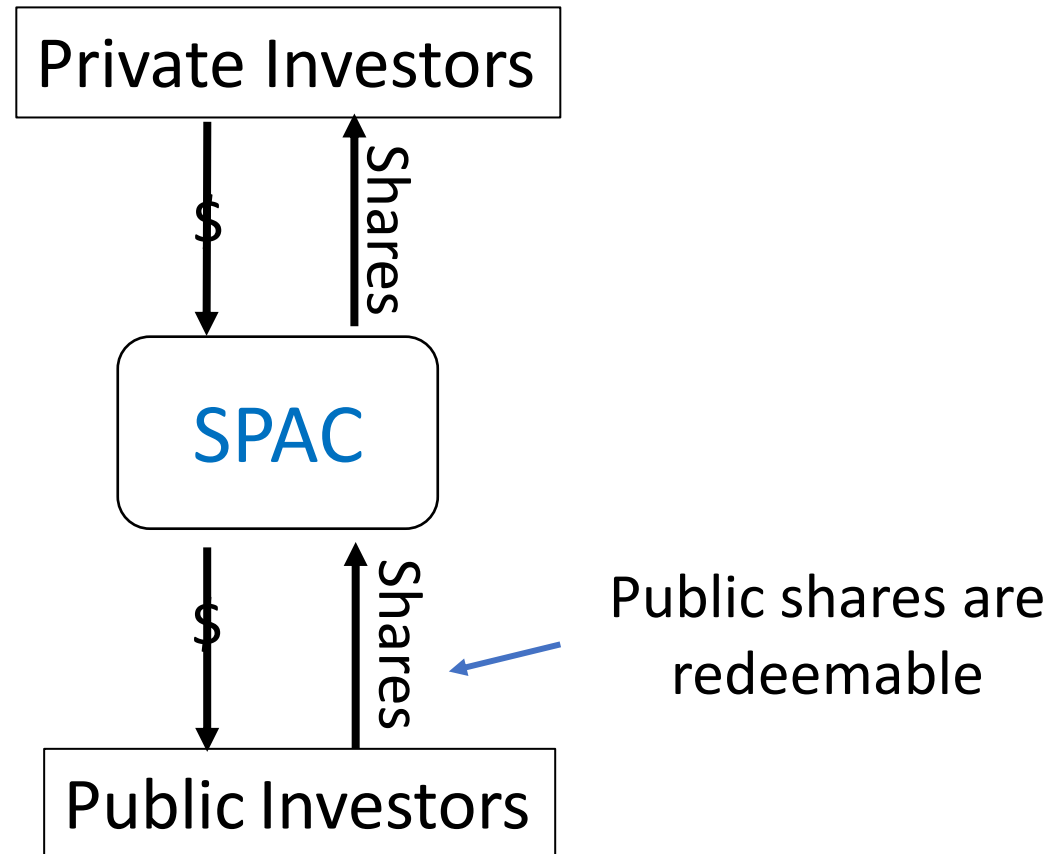 Private Investors
$
Shares
SPAC
$
Shares
Public shares are
redeemable
Public Investors